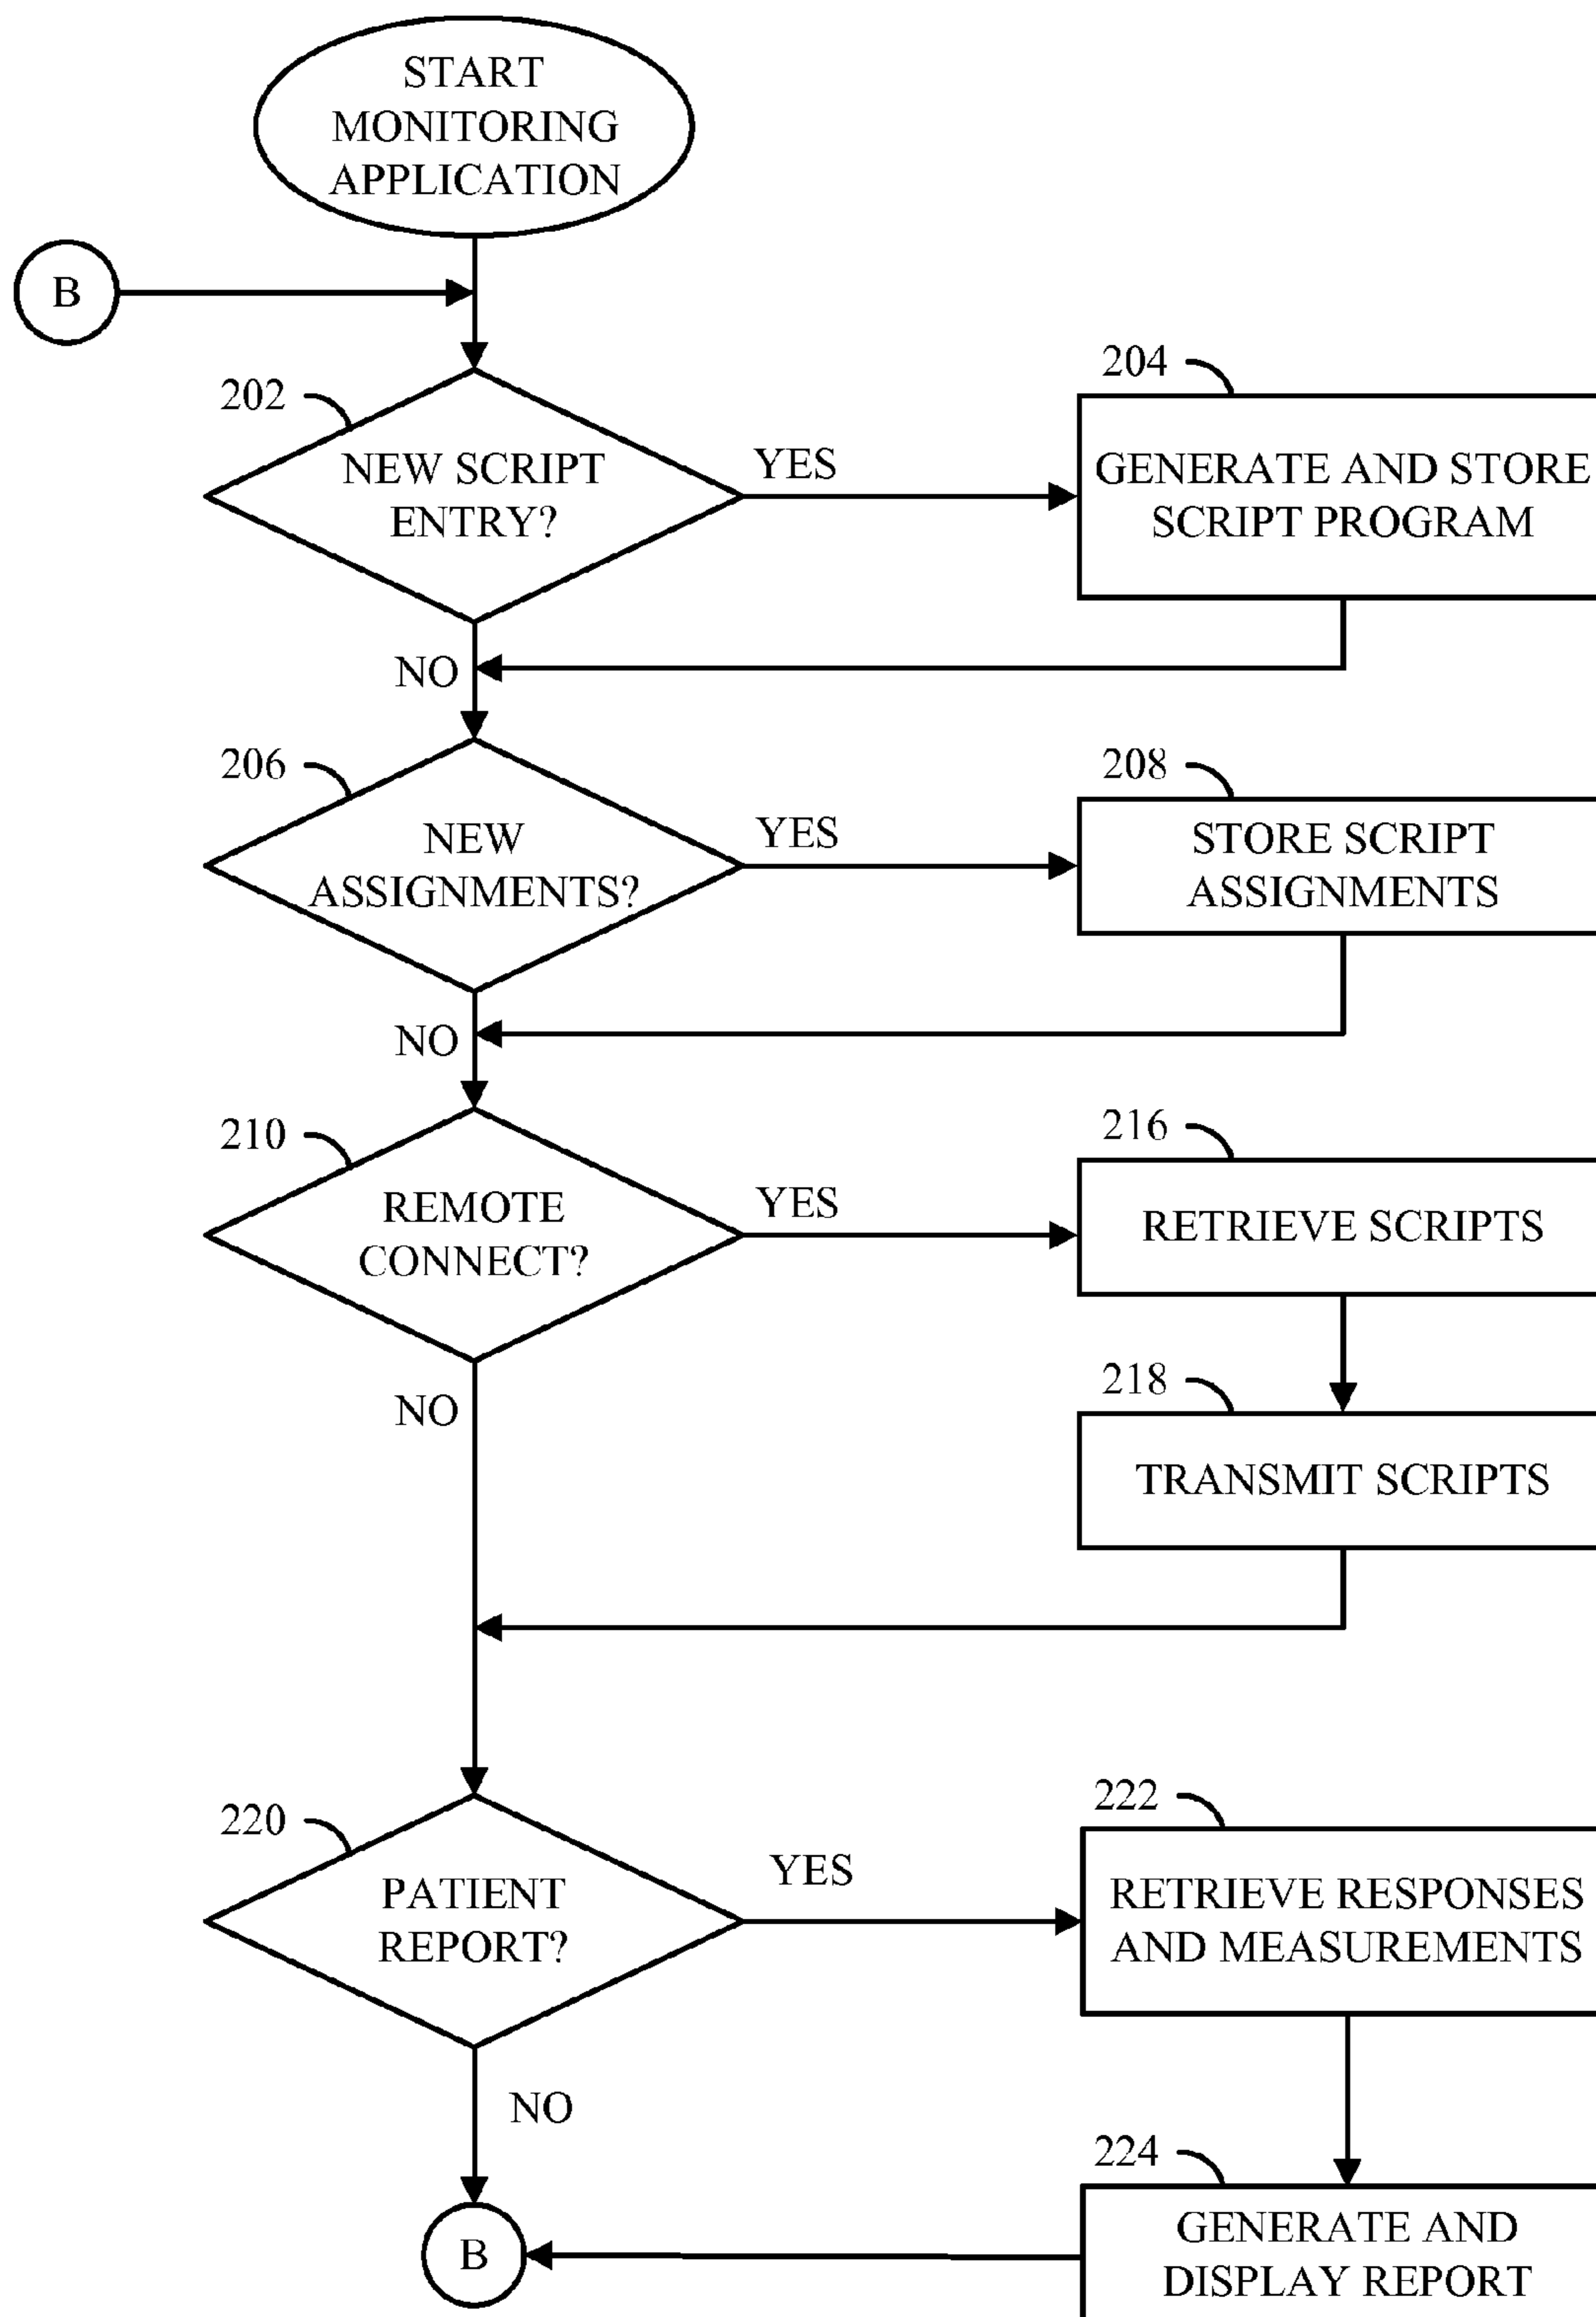 START
MONITORING
APPLICATION
B
202
NEW SCRIPT
ENTRY?
YES
204
GENERATE AND STORE
SCRIPT PROGRAM
NO
206
NEW
ASSIGNMENTS?
YES
208
STORE SCRIPT
ASSIGNMENTS
NO
210
REMOTE
CONNECT?
YES
216
RETRIEVE SCRIPTS
218
TRANSMIT SCRIPTS
NO
220
PATIENT
REPORT?
YES
222
RETRIEVE RESPONSES
AND MEASUREMENTS
NO
224
GENERATE AND
DISPLAY REPORT
B